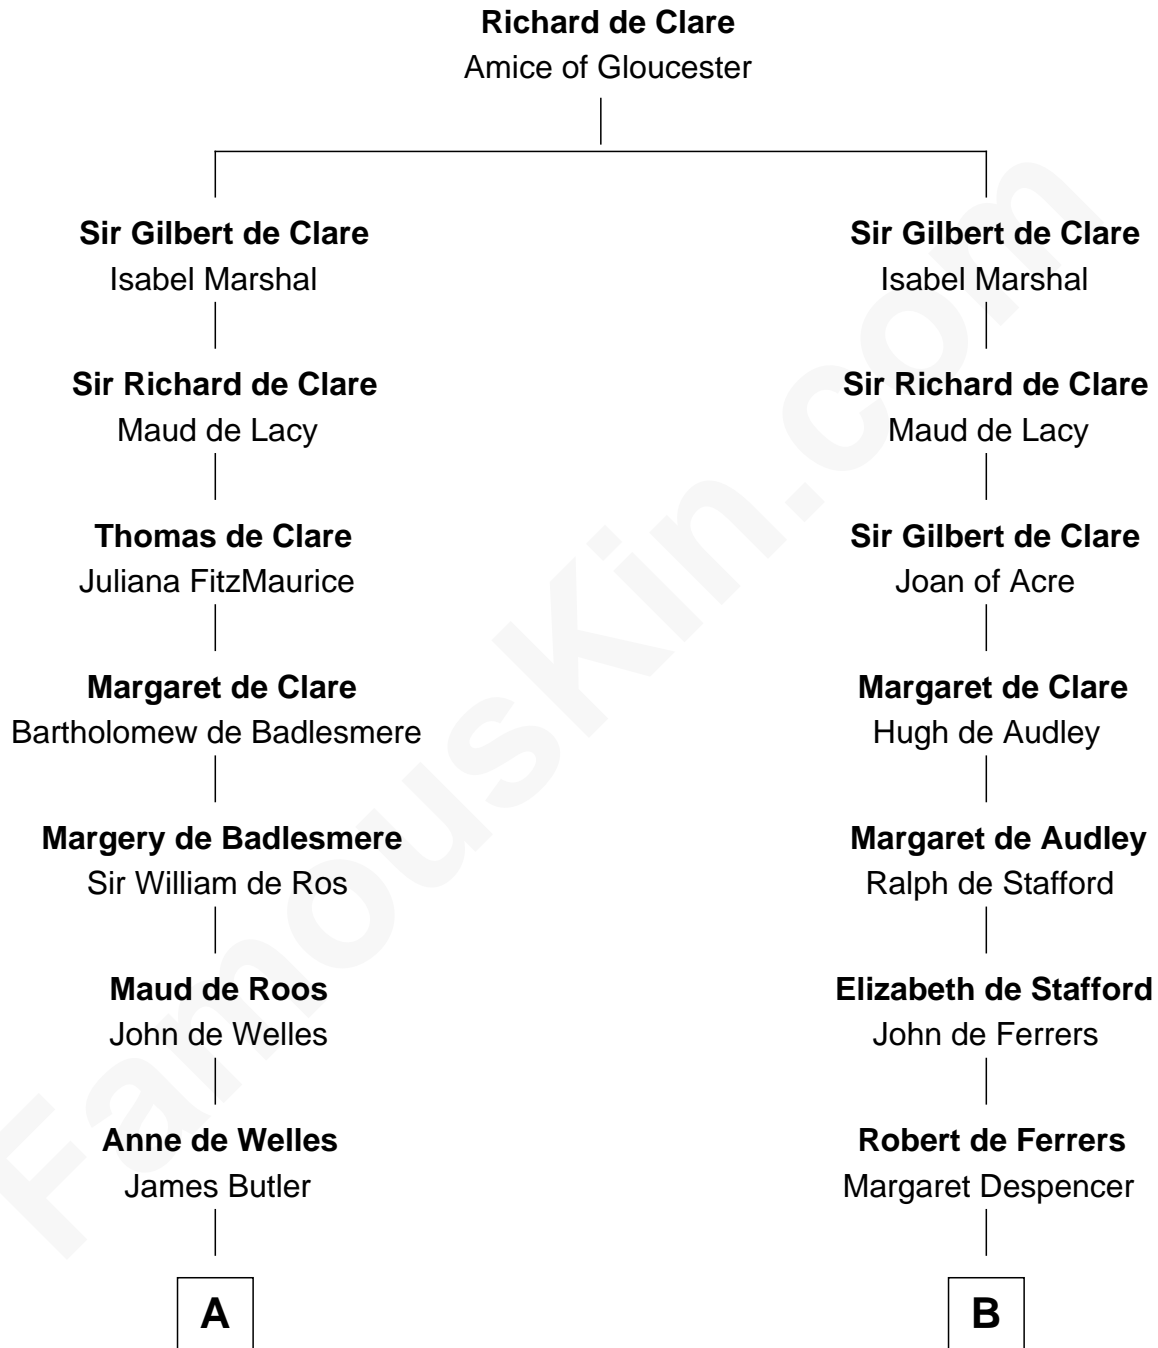 Richard de Clare
Amice of Gloucester
Sir Gilbert de Clare
Isabel Marshal
Sir Richard de Clare
Maud de Lacy
Thomas de Clare
Juliana FitzMaurice
Margaret de Clare
Bartholomew de Badlesmere
Margery de Badlesmere
Sir William de Ros
Maud de Roos
John de Welles
Anne de Welles
James Butler
A
Sir Gilbert de Clare
Isabel Marshal
Sir Richard de Clare
Maud de Lacy
Sir Gilbert de Clare
Joan of Acre
Margaret de Clare
Hugh de Audley
Margaret de Audley
Ralph de Stafford
Elizabeth de Stafford
John de Ferrers
Robert de Ferrers
Margaret Despencer
B
FamousKin.com